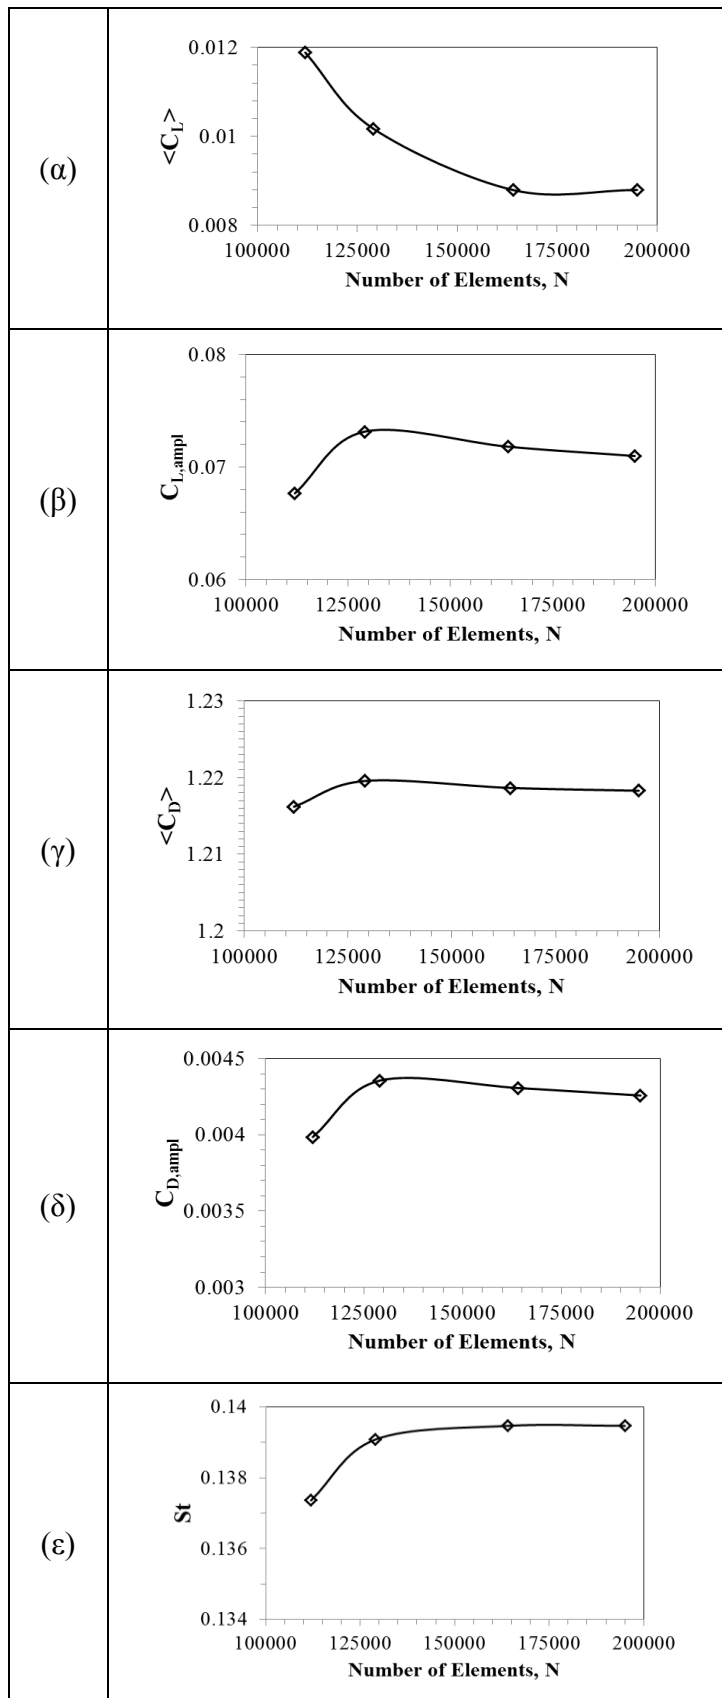 (α)
<C_L>
0.012
0.01
0.008
100000 125000 150000 175000 200000
Number of Elements, N
(β)
C_L,ampl
0.08
0.07
0.06
100000 125000 150000 175000 200000
Number of Elements, N
(γ)
<C_D>
1.23
1.22
1.21
1.2
100000 125000 150000 175000 200000
Number of Elements, N
(δ)
C_D,ampl
0.0045
0.004
0.0035
0.003
100000 125000 150000 175000 200000
Number of Elements, N
(ε)
St
0.14
0.138
0.136
0.134
100000 125000 150000 175000 200000
Number of Elements, N